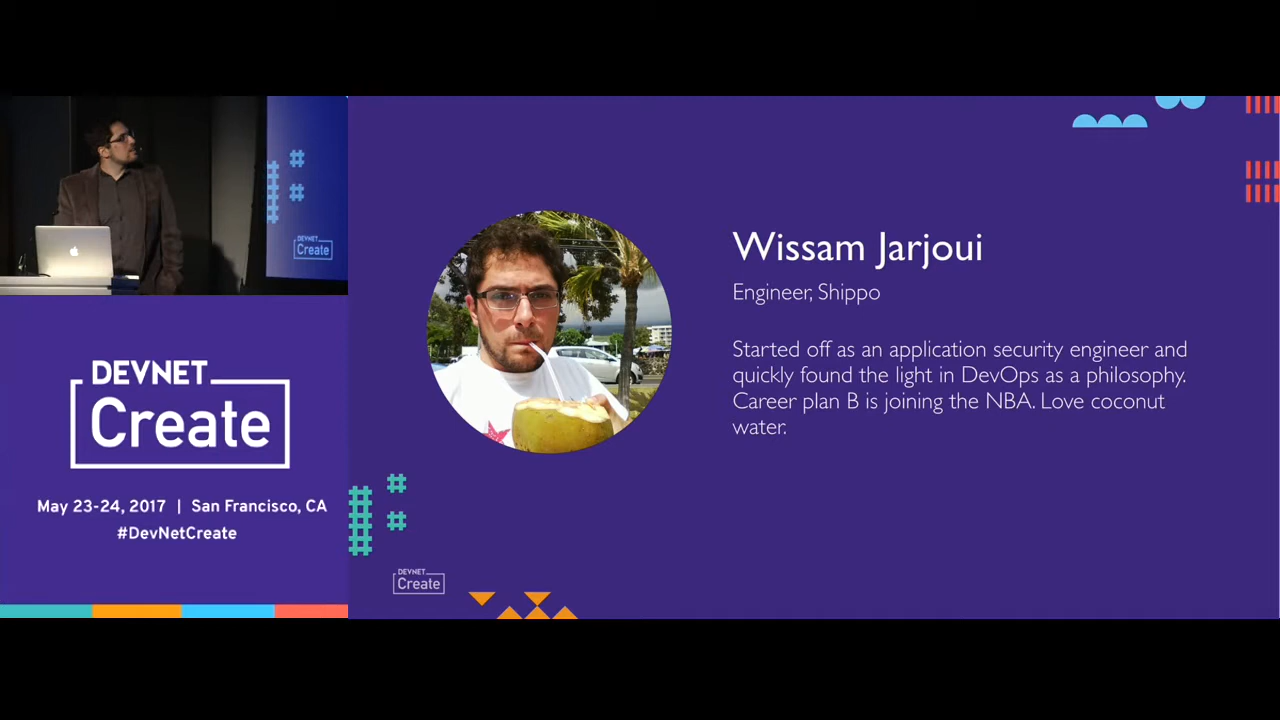 DEVNET
Create
DEVNET
Create
May 23-24, 2017 | San Francisco, CA
#DevNetCreate
Wissam Jarjoui
Engineer, Shippo
Started off as an application security engineer and
quickly found the light in DevOps as a philosophy.
Career plan B is joining the NBA. Love coconut
water.
DEVNET
Create